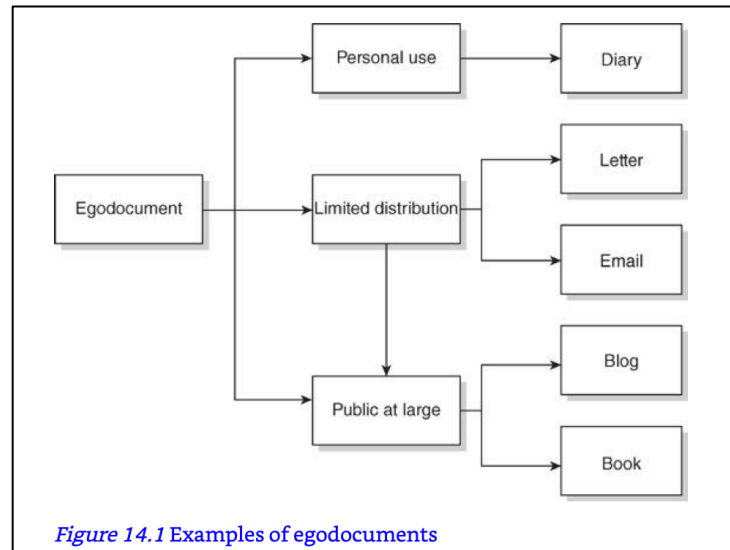 Personal use
Diary
Letter
Egodocument
Limited distribution
Email
Blog
Public at large
Book
Figure 14.1 Examples of egodocuments